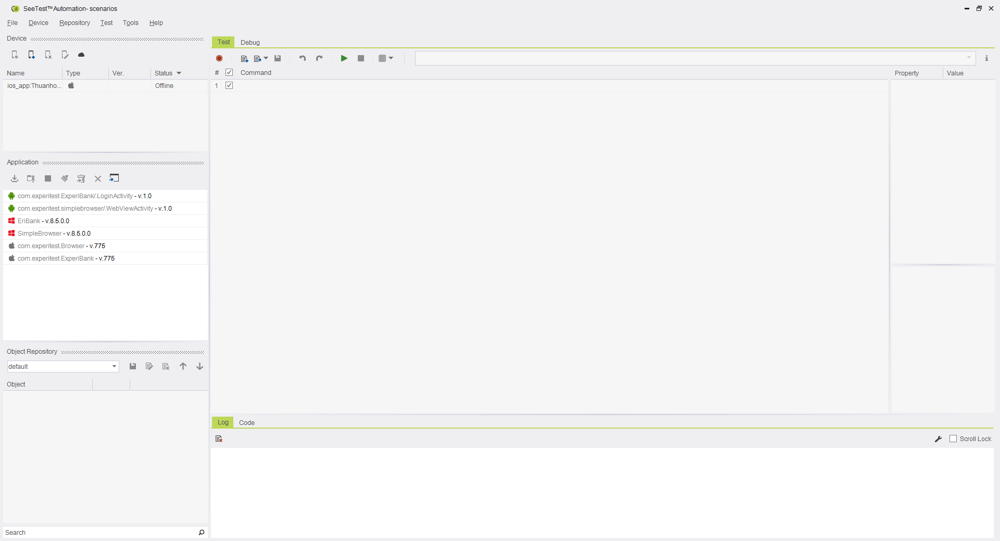 SeeTest™Automation- scenarios
File Device Repository Test Tools Help
Device
Name Type Ver. Status
ios_app:Thuanho... Offline
Application
com.experitest.ExperiBank/.LoginActivity - v.1.0
com.experitest.simplebrowser/.WebViewActivity - v.1.0
EriBank - v.8.5.0.0
SimpleBrowser - v.8.5.0.0
com.experitest.Browser - v.775
com.experitest.ExperiBank - v.775
Object Repository
default
Object
Search
Test Debug
# Command
1
Property Value
Log Code
Scroll Lock